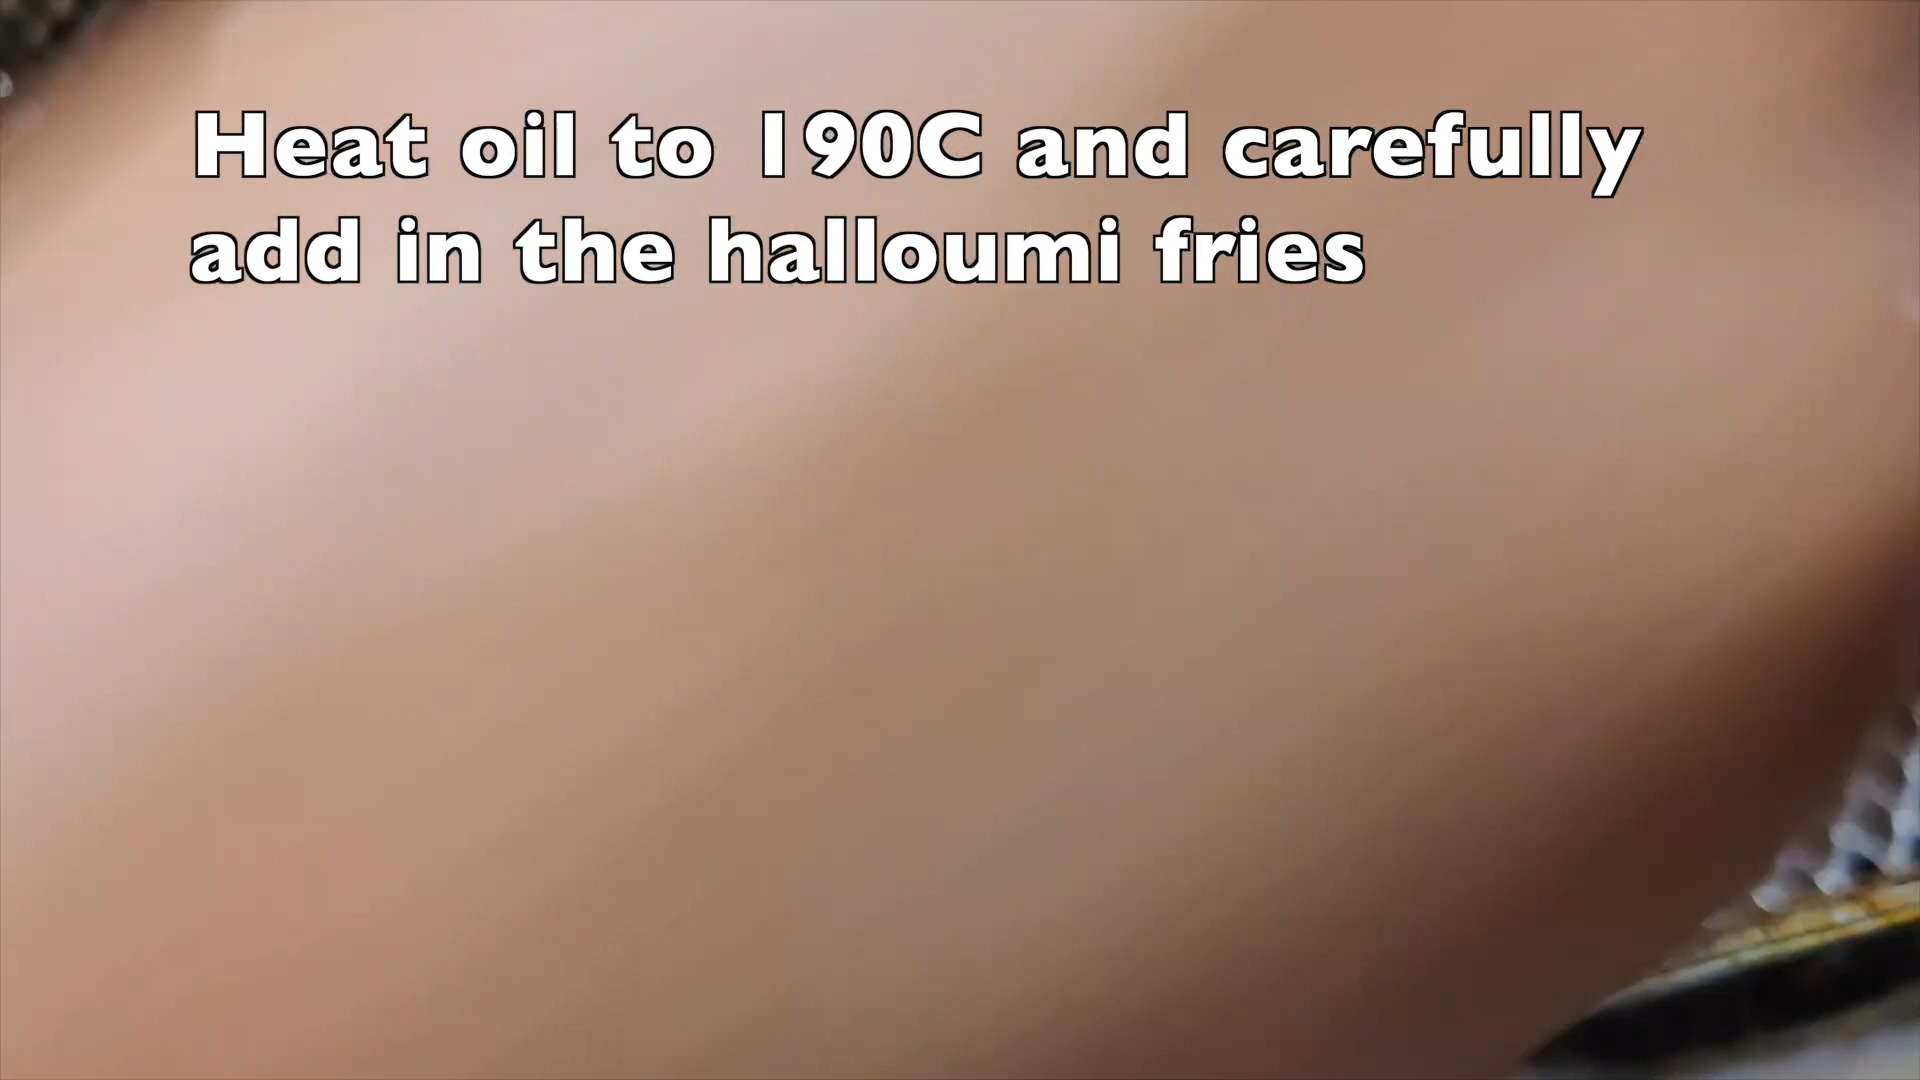 Heat oil to 190C and carefully
add in the halloumi fries